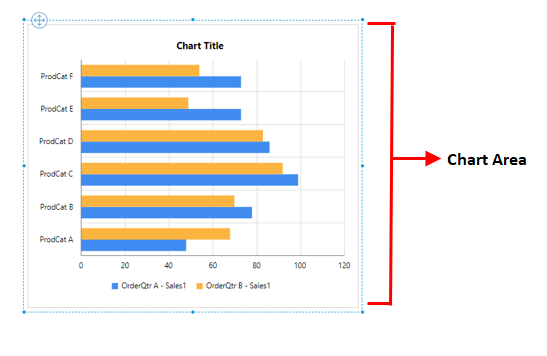 Chart Title
ProdCat F
ProdCat E
ProdCat D
ProdCat C
ProdCat B
ProdCat A
0 20 40 60 80 100 120
OrderQtr A - Sales1 OrderQtr B - Sales1
Chart Area